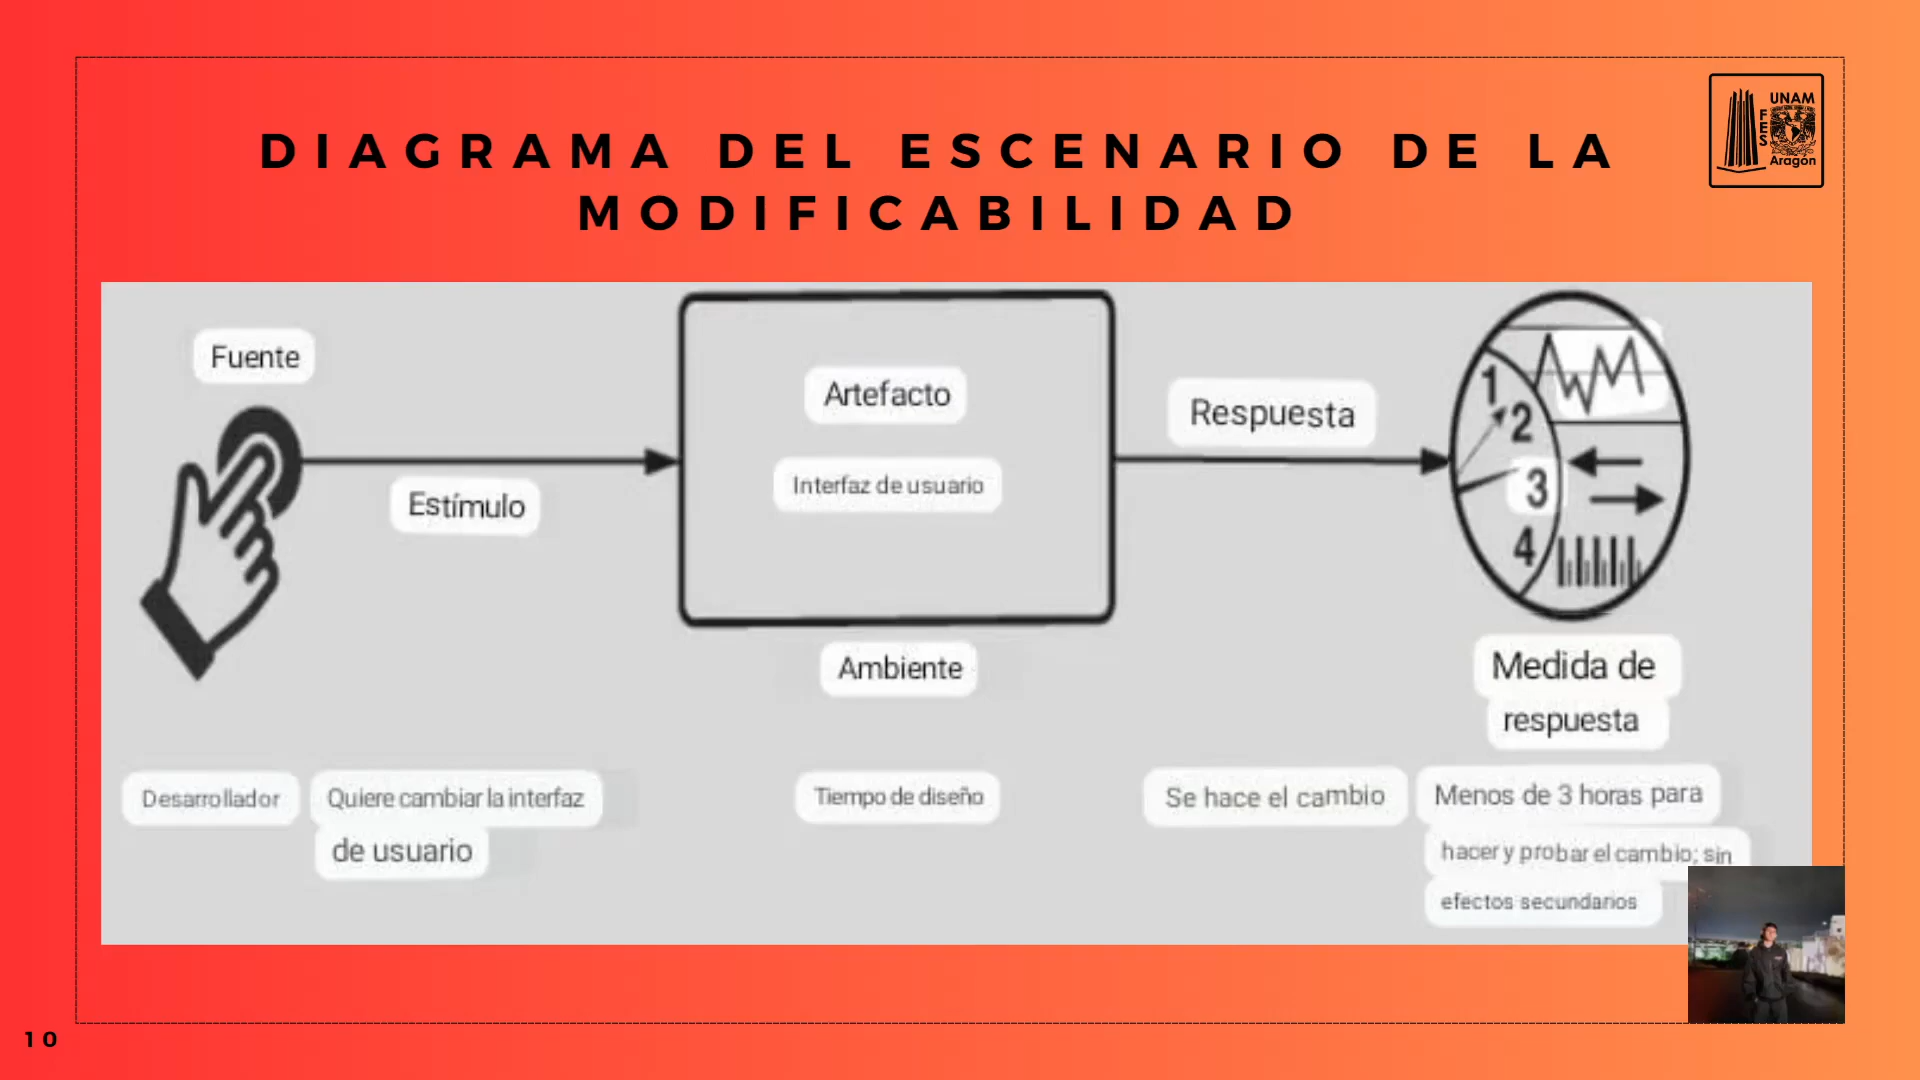 DIAGRAMA DEL ESCENARIO DE LA
MODIFICABILIDAD
UNAM
FES
Aragón
Fuente
Estímulo
Artefacto
Interfaz de usuario
Ambiente
Respuesta
1
2
3
4
Medida de
respuesta
Desarrollador
Quiere cambiar la interfaz
de usuario
Tiempo de diseño
Se hace el cambio
Menos de 3 horas para
hacer y probar el cambio; sin
efectos secundarios
10